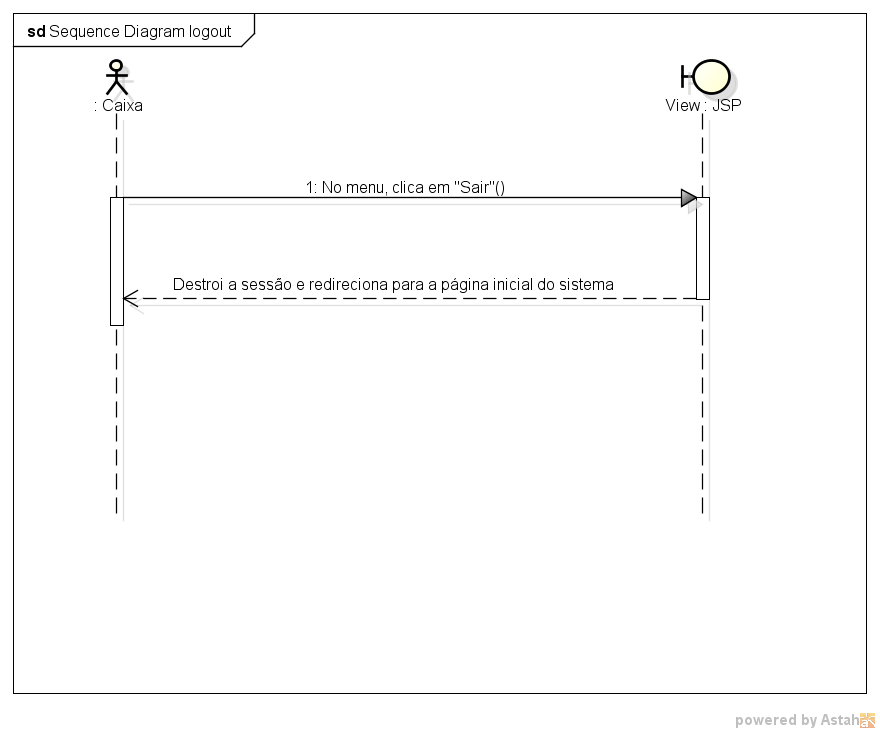 sd Sequence Diagram logout
: Caixa
View : JSP
1: No menu, clica em "Sair"()
Destroi a sessão e redireciona para a página inicial do sistema
powered by Astah